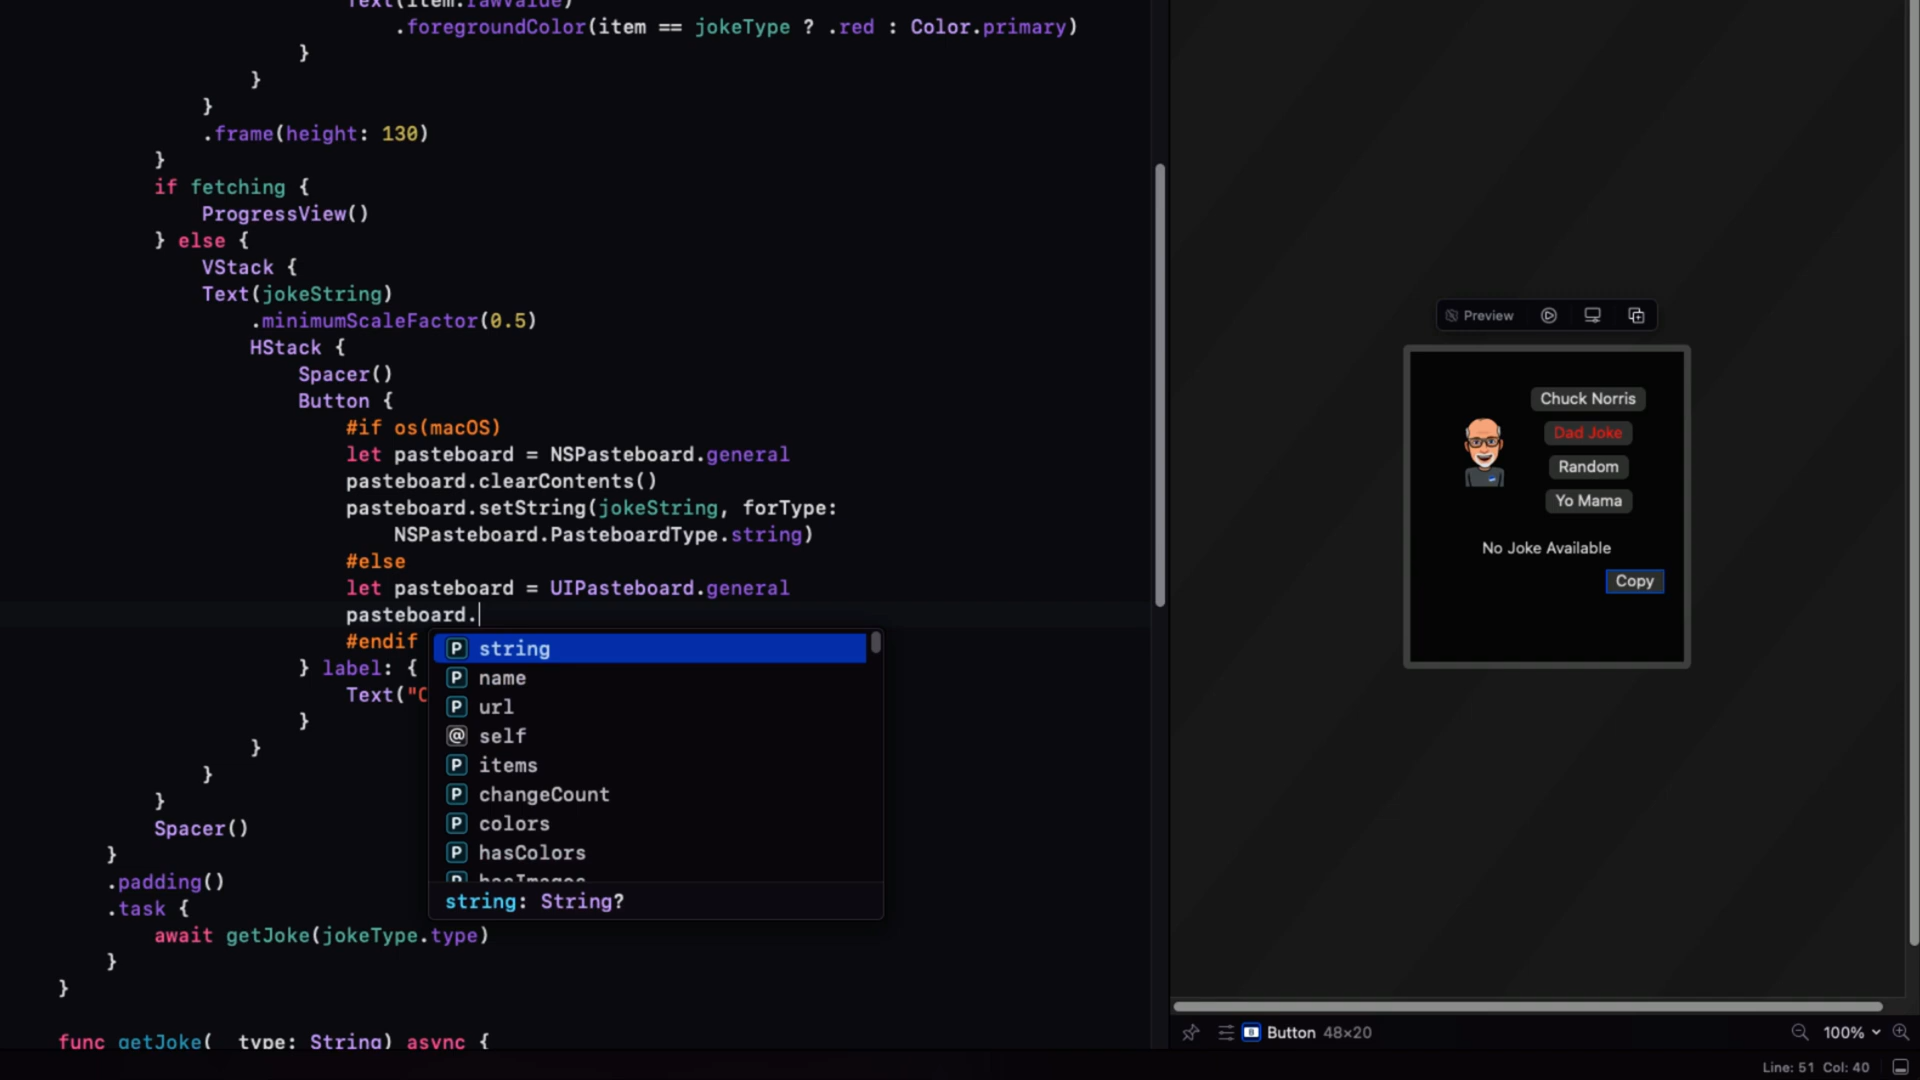 Text(item.rawValue)
.foregroundColor(item == jokeType ? .red : Color.primary)
}
}
}
.frame(height: 130)
}
if fetching {
ProgressView()
} else {
VStack {
Text(jokeString)
.minimumScaleFactor(0.5)
HStack {
Spacer()
Button {
#if os(macOS)
let pasteboard = NSPasteboard.general
pasteboard.clearContents()
pasteboard.setString(jokeString, forType:
NSPasteboard.PasteboardType.string)
#else
let pasteboard = UIPasteboard.general
pasteboard.
#endif
} label: {
Text("C
}
}
}
}
Spacer()
}
.padding()
.task {
await getJoke(jokeType.type)
}
}
func getJoke(_ type: String) async {
P string
P name
P url
@ self
P items
P changeCount
P colors
P hasColors
P hasImages
string: String?
Preview
Chuck Norris
Dad Joke
Random
Yo Mama
No Joke Available
Copy
Button 48×20
100%
Line: 51 Col: 40